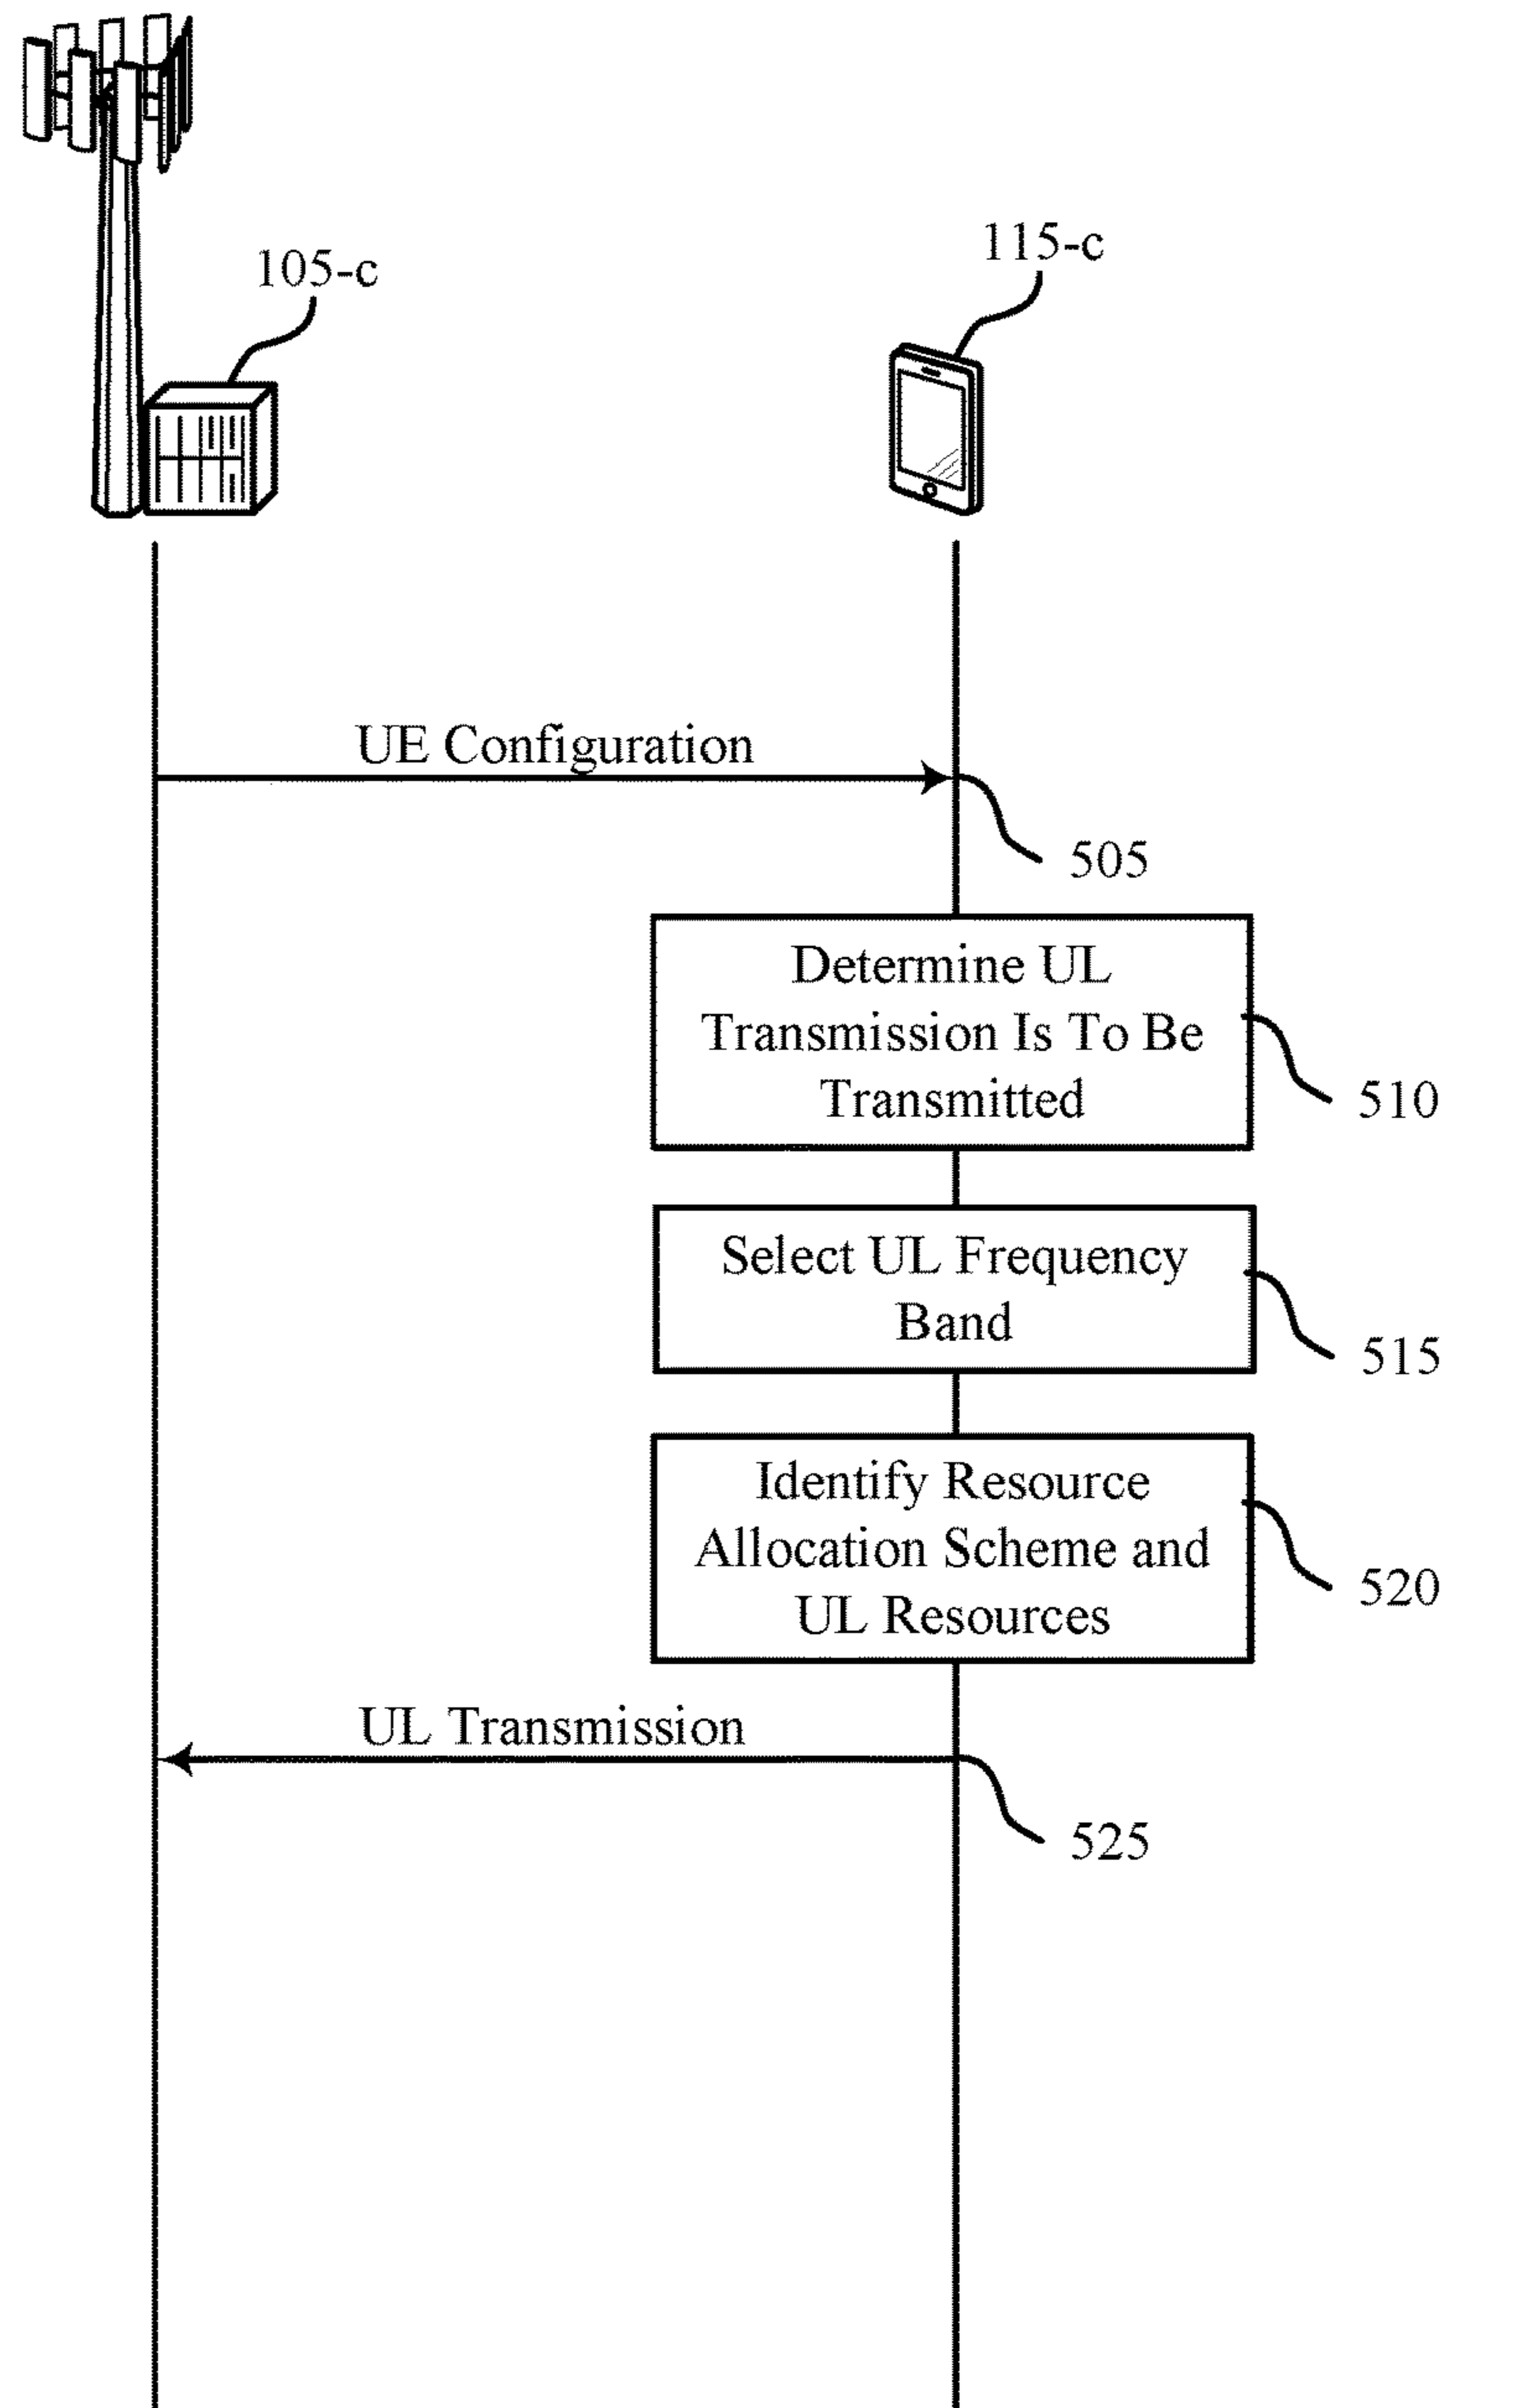 105-c
115-c
UE Configuration
505
Determine UL
Transmission Is To Be
Transmitted
510
Select UL Frequency
Band
515
Identify Resource
Allocation Scheme and
UL Resources
520
UL Transmission
525